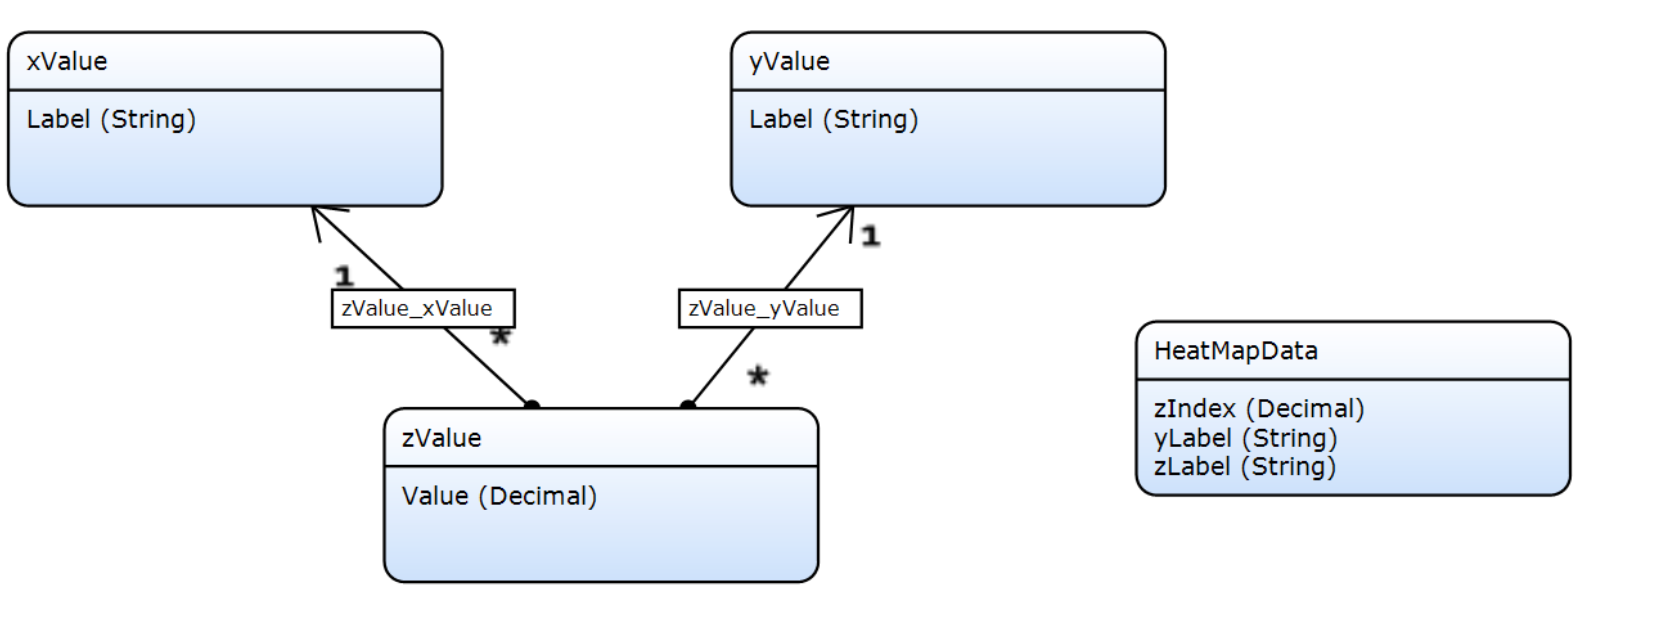 xValue
Label (String)
yValue
Label (String)
1
1
zValue_xValue
zValue_yValue
*
*
zValue
Value (Decimal)
HeatMapData
zIndex (Decimal)
yLabel (String)
zLabel (String)